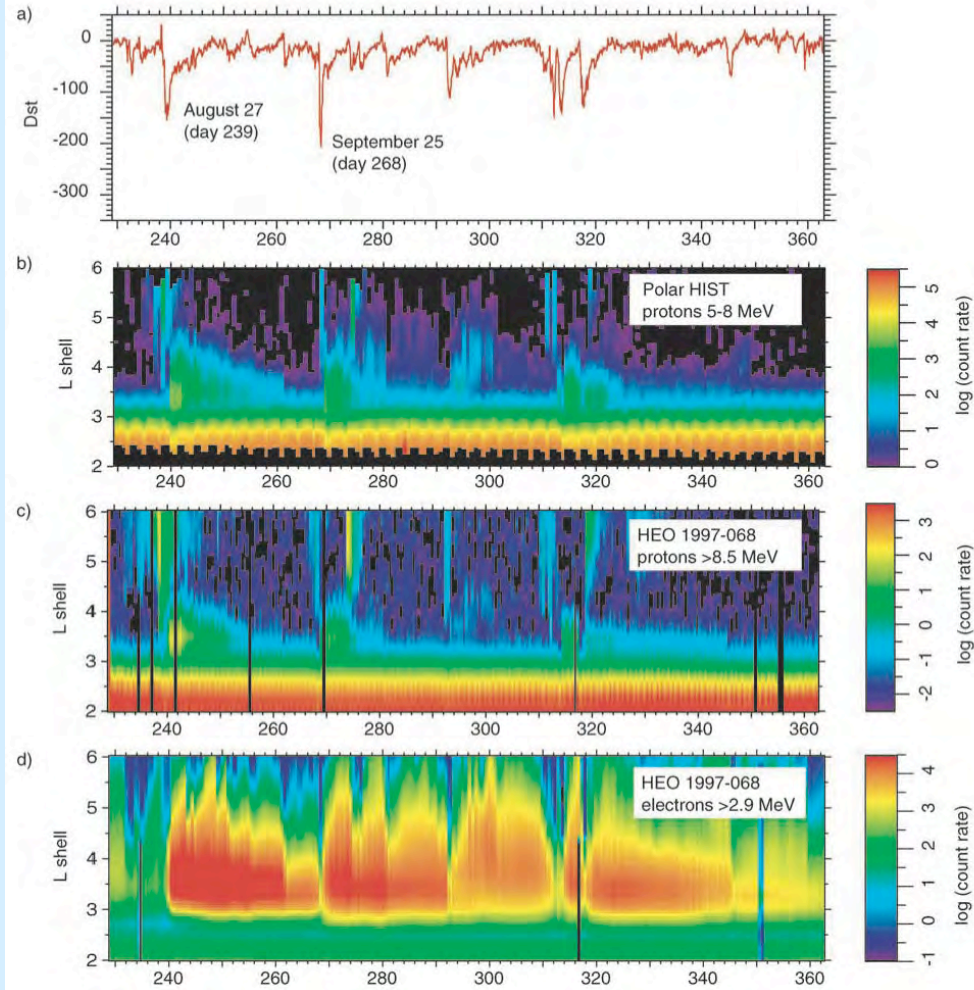 a)
0
-100
-200
-300
Dst
August 27
(day 239)
September 25
(day 268)
240 260 280 300 320 340 360
b)
6
5
4
3
2
L shell
Polar HIST
protons 5-8 MeV
240 260 280 300 320 340 360
5
4
3
2
1
0
log (count rate)
c)
6
5
4
3
2
L shell
HEO 1997-068
protons >8.5 MeV
240 260 280 300 320 340 360
3
2
1
0
-1
-2
log (count rate)
d)
6
5
4
3
2
L shell
HEO 1997-068
electrons >2.9 MeV
240 260 280 300 320 340 360
4
3
2
1
0
-1
log (count rate)